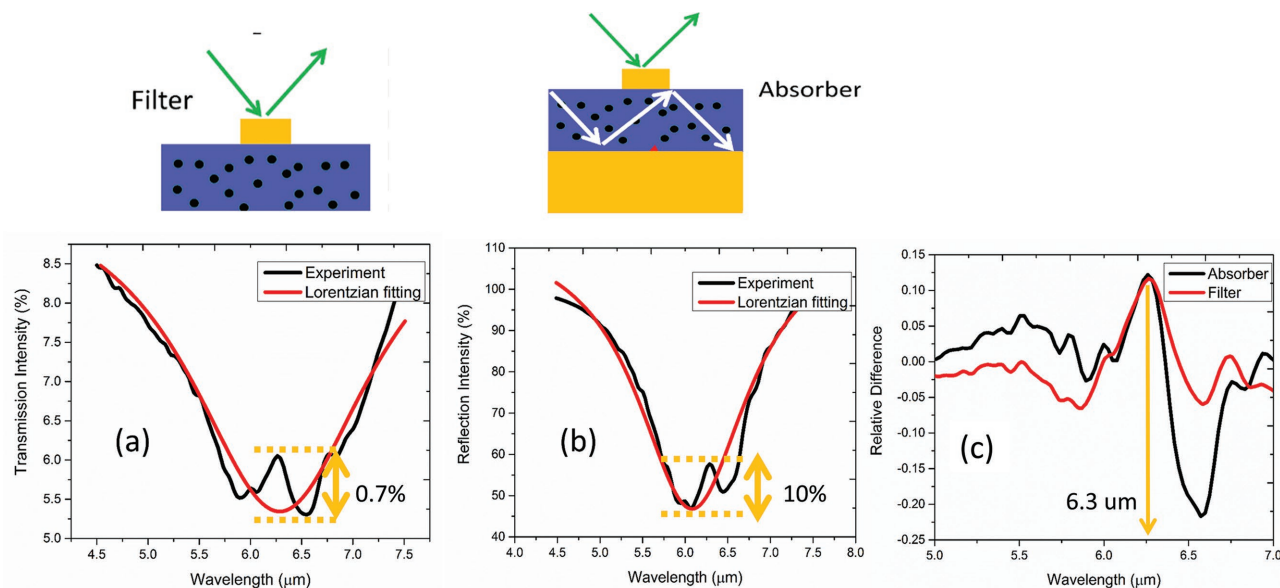 Filter
Absorber
8.5
8.0
7.5
7.0
6.5
6.0
5.5
5.0
Transmission Intensity (%)
Experiment
Lorentzian fitting
(a)
0.7%
4.5 5.0 5.5 6.0 6.5 7.0 7.5
Wavelength (μm)
110
100
90
80
70
60
50
40
Reflection Intensity (%)
Experiment
Lorentzian fitting
(b)
10%
4.0 4.5 5.0 5.5 6.0 6.5 7.0 7.5 8.0
Wavelength (μm)
0.15
0.10
0.05
0.00
-0.05
-0.10
-0.15
-0.20
-0.25
Relative Difference
Absorber
Filter
(c)
6.3 um
5.0 5.5 6.0 6.5 7.0
Wavelength (μm)